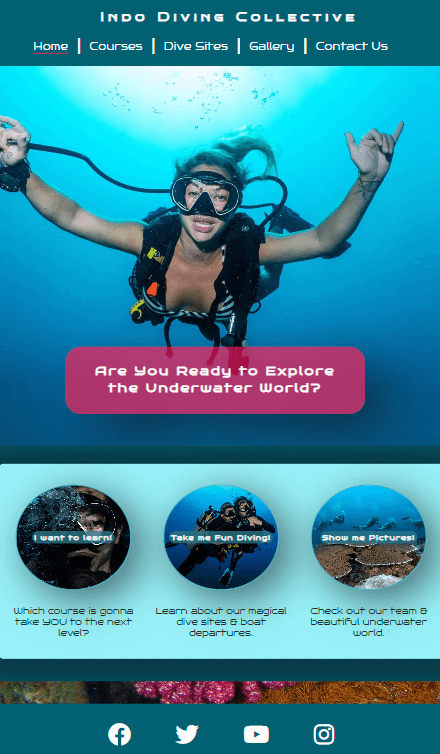 Indo Diving Collective
Home | Courses | Dive Sites | Gallery | Contact Us
Are You Ready to Explore
the Underwater World?
I want to learn!
Take me Fun Diving!
Show me Pictures!
Which course is gonna
take YOU to the next
level?
Learn about our magical
dive sites & boat
departures.
Check out our team &
beautiful underwater
world.